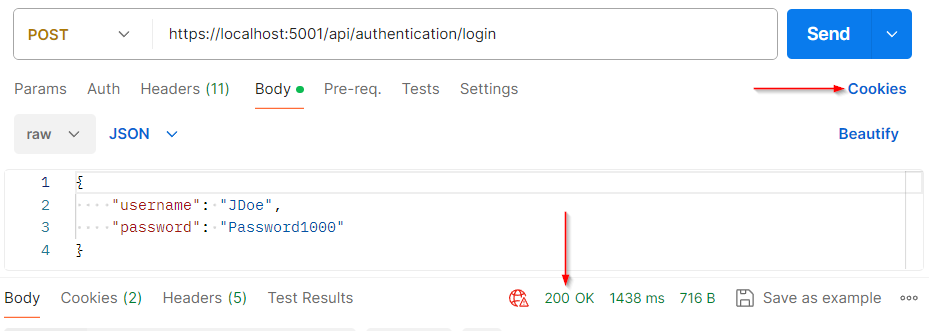 POST https://localhost:5001/api/authentication/login Send
Params Auth Headers (11) Body Pre-req. Tests Settings Cookies
raw JSON Beautify
1 {
2 "username": "JDoe",
3 "password": "Password1000"
4 }
Body Cookies (2) Headers (5) Test Results 200 OK 1438 ms 716 B Save as example